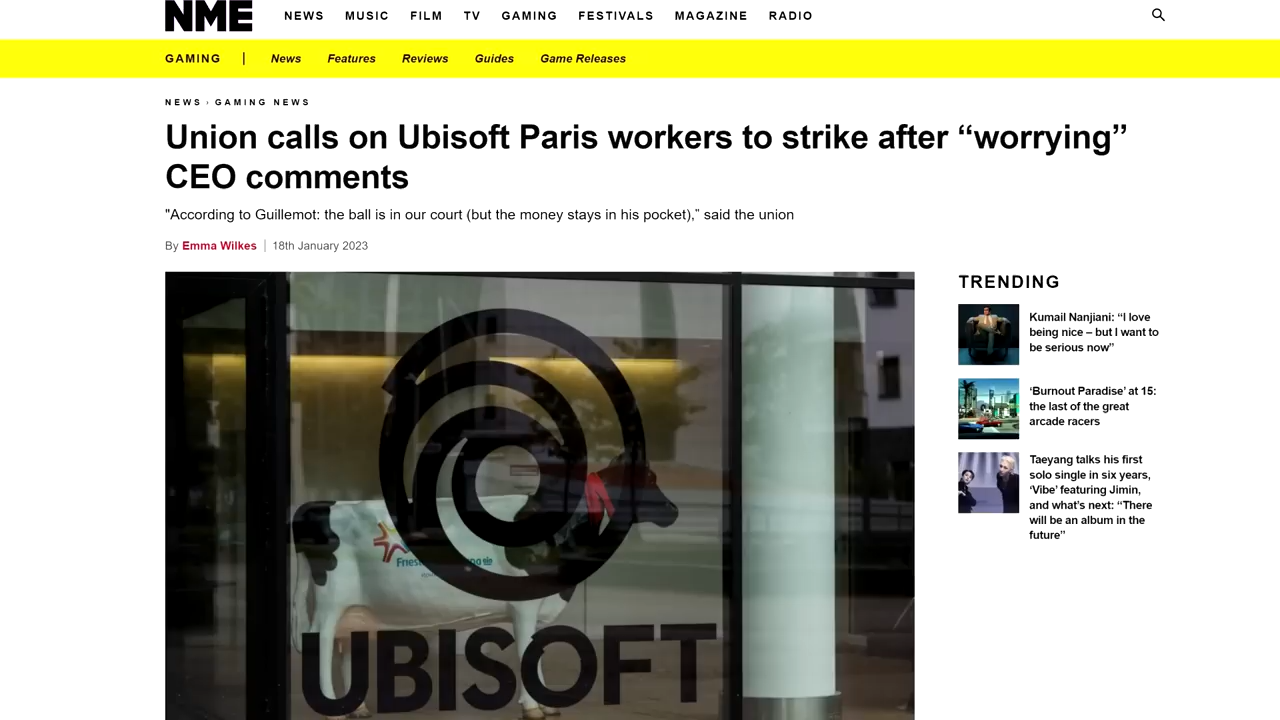 NME
NEWS MUSIC FILM TV GAMING FESTIVALS MAGAZINE RADIO
GAMING | News Features Reviews Guides Game Releases
NEWS › GAMING NEWS
Union calls on Ubisoft Paris workers to strike after “worrying”
CEO comments
"According to Guillemot: the ball is in our court (but the money stays in his pocket),” said the union
By Emma Wilkes | 18th January 2023
UBISOFT
TRENDING
Kumail Nanjiani: “I love
being nice – but I want to
be serious now”
‘Burnout Paradise’ at 15:
the last of the great
arcade racers
Taeyang talks his first
solo single in six years,
‘Vibe’ featuring Jimin,
and what’s next: “There
will be an album in the
future”